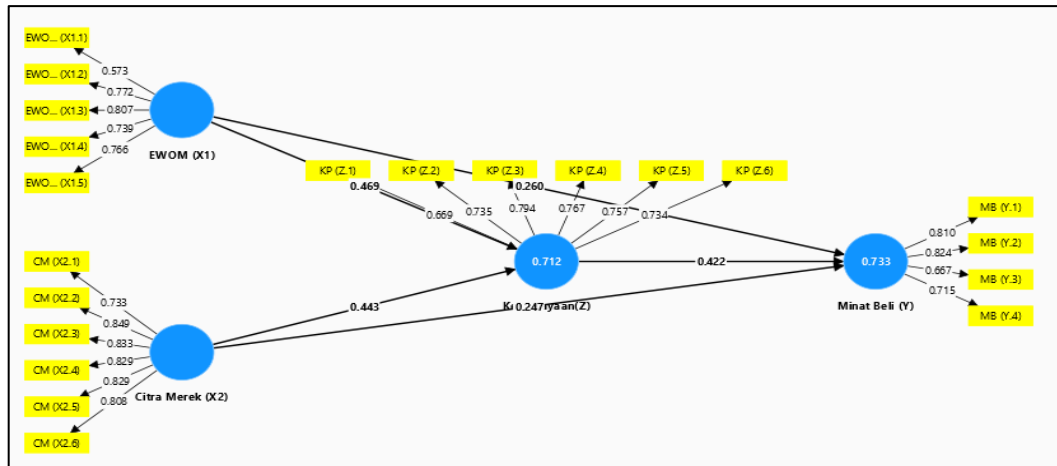 EWO... (X1.1)
EWO... (X1.2)
EWO... (X1.3)
EWO... (X1.4)
EWO... (X1.5)
0.573
0.772
0.807
0.739
0.766
EWOM (X1)
KP (Z.1)
KP (Z.2)
KP (Z.3)
KP (Z.4)
KP (Z.5)
KP (Z.6)
0.469
0.260
0.669
0.735
0.794
0.767
0.757
0.734
0.712
(Z)
0.422
0.443
0.247
0.733
Minat Beli (Y)
0.810
0.824
0.667
0.715
MB (Y.1)
MB (Y.2)
MB (Y.3)
MB (Y.4)
CM (X2.1)
CM (X2.2)
CM (X2.3)
CM (X2.4)
CM (X2.5)
CM (X2.6)
0.733
0.849
0.833
0.829
0.829
0.808
Citra Merek (X2)